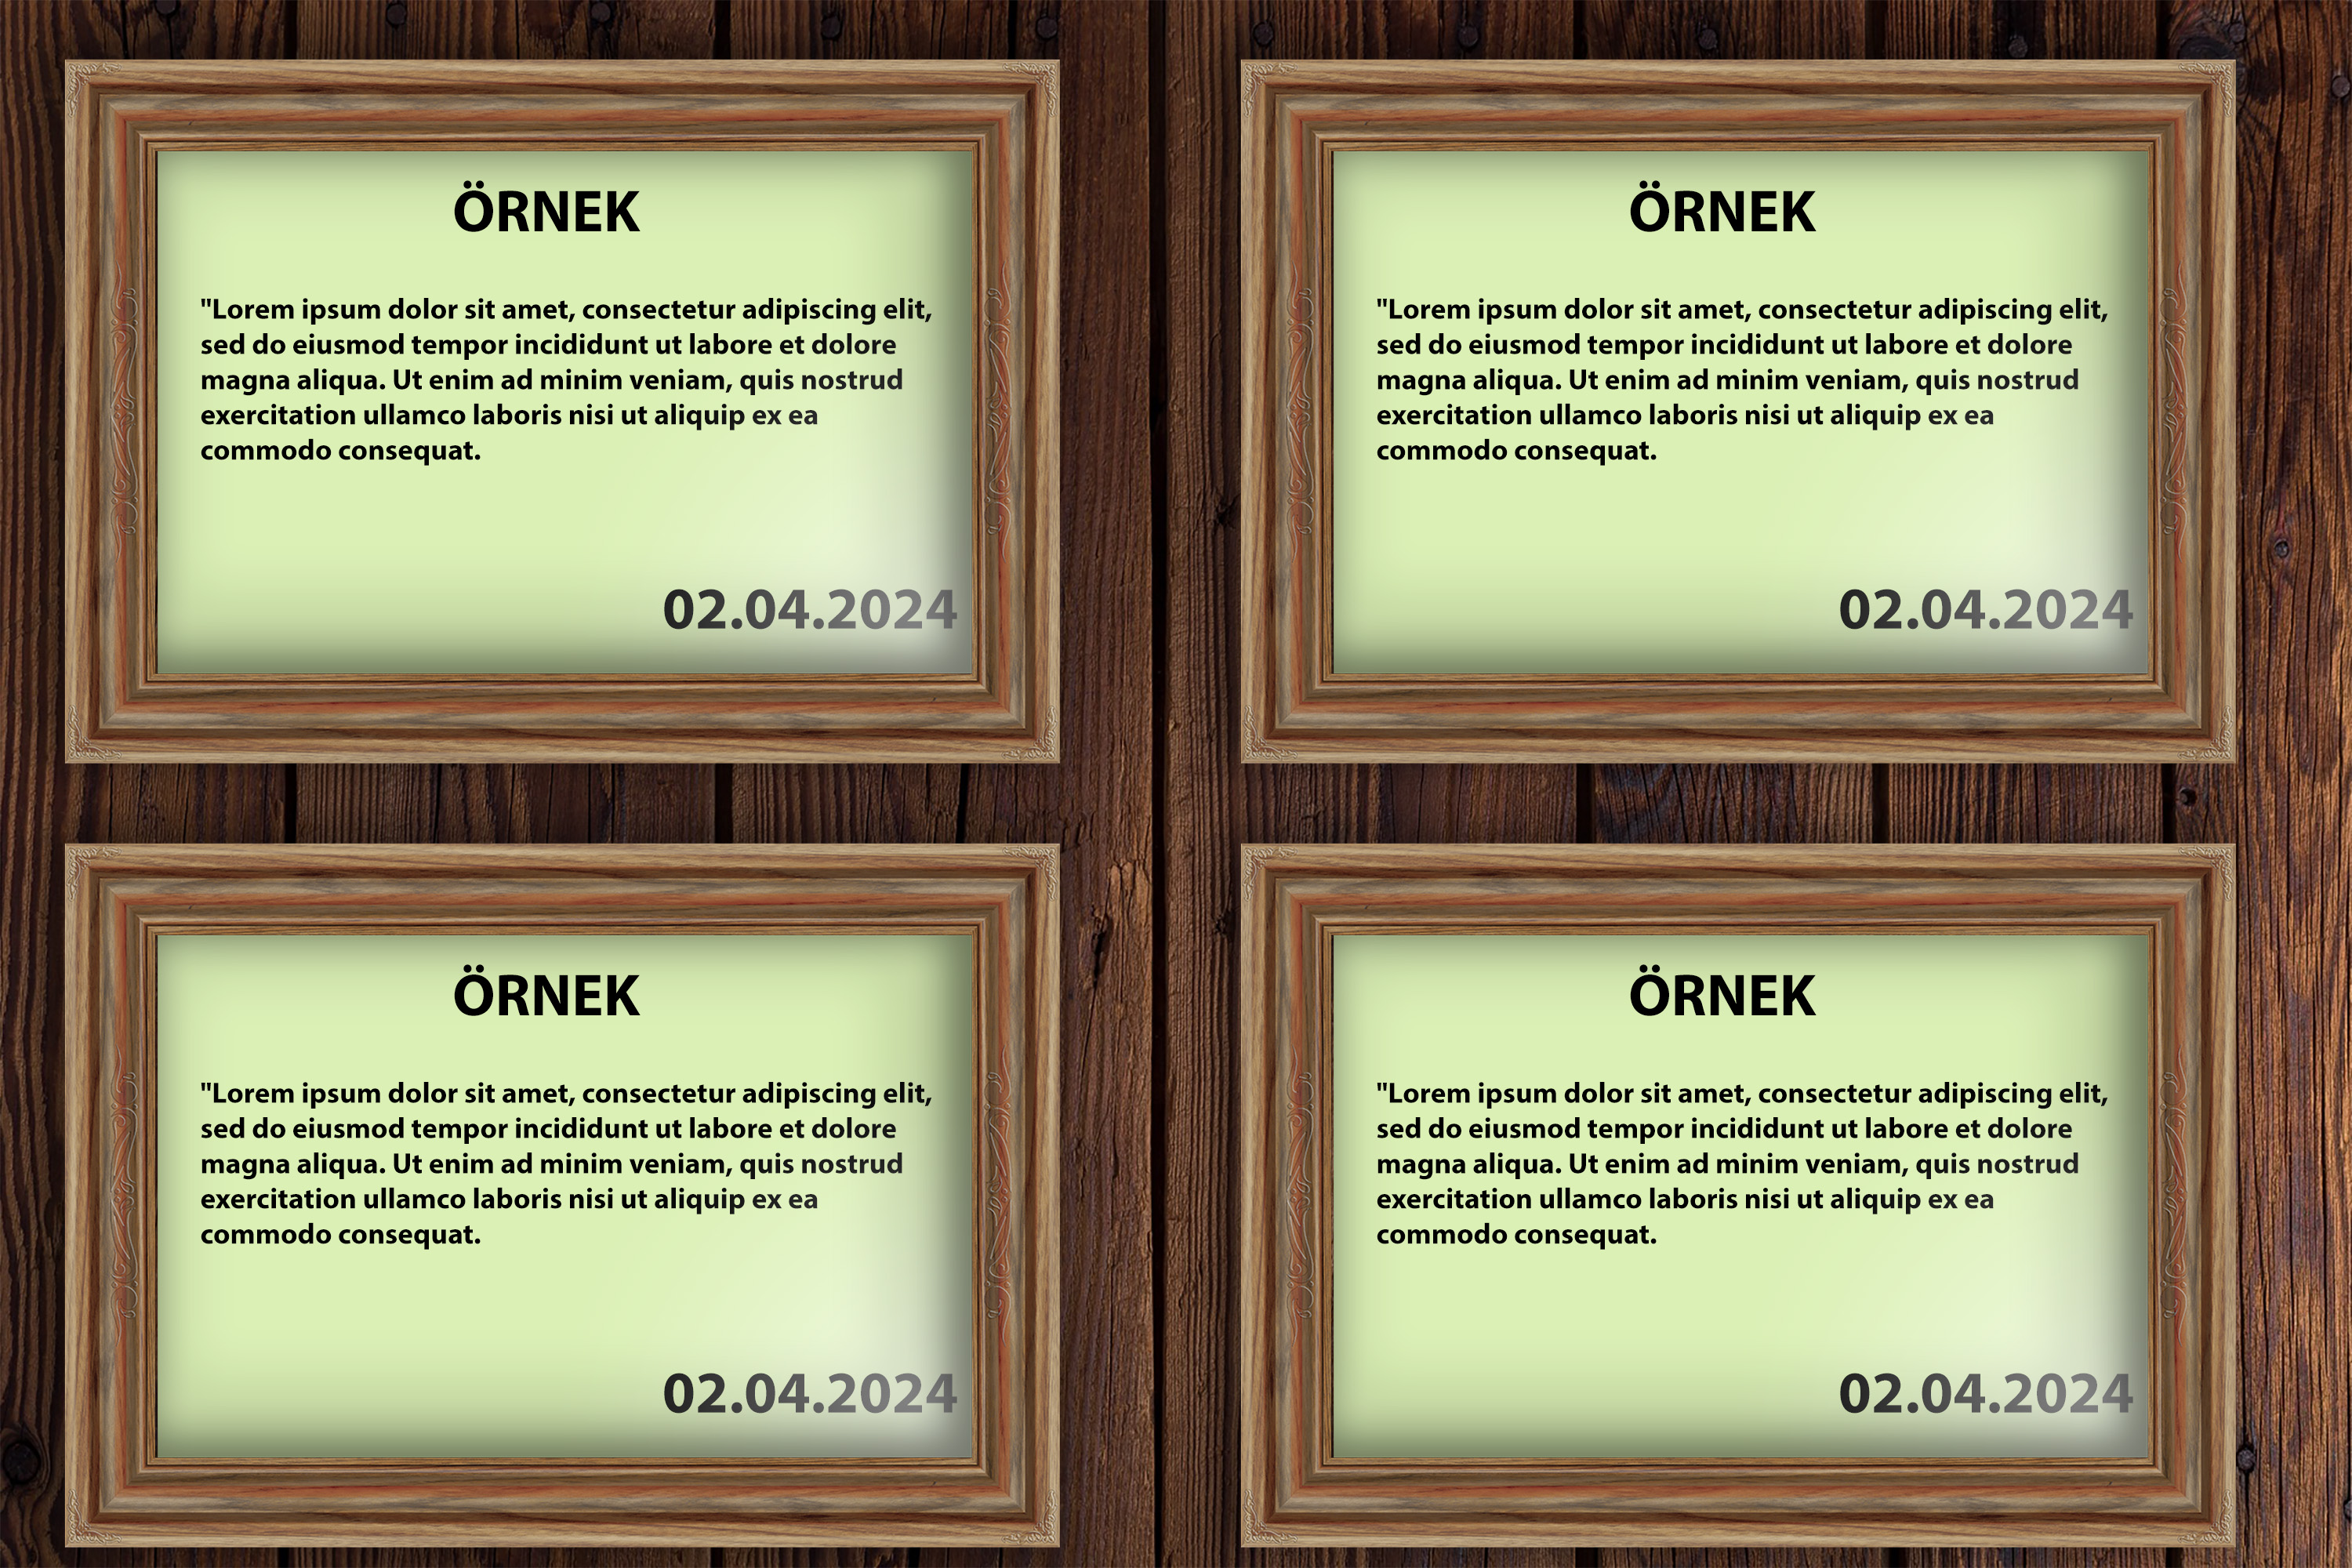 ÖRNEK
"Lorem ipsum dolor sit amet, consectetur adipiscing elit,
sed do eiusmod tempor incididunt ut labore et dolore
magna aliqua. Ut enim ad minim veniam, quis nostrud
exercitation ullamco laboris nisi ut aliquip ex ea
commodo consequat.
02.04.2024
ÖRNEK
"Lorem ipsum dolor sit amet, consectetur adipiscing elit,
sed do eiusmod tempor incididunt ut labore et dolore
magna aliqua. Ut enim ad minim veniam, quis nostrud
exercitation ullamco laboris nisi ut aliquip ex ea
commodo consequat.
02.04.2024
ÖRNEK
"Lorem ipsum dolor sit amet, consectetur adipiscing elit,
sed do eiusmod tempor incididunt ut labore et dolore
magna aliqua. Ut enim ad minim veniam, quis nostrud
exercitation ullamco laboris nisi ut aliquip ex ea
commodo consequat.
02.04.2024
ÖRNEK
"Lorem ipsum dolor sit amet, consectetur adipiscing elit,
sed do eiusmod tempor incididunt ut labore et dolore
magna aliqua. Ut enim ad minim veniam, quis nostrud
exercitation ullamco laboris nisi ut aliquip ex ea
commodo consequat.
02.04.2024